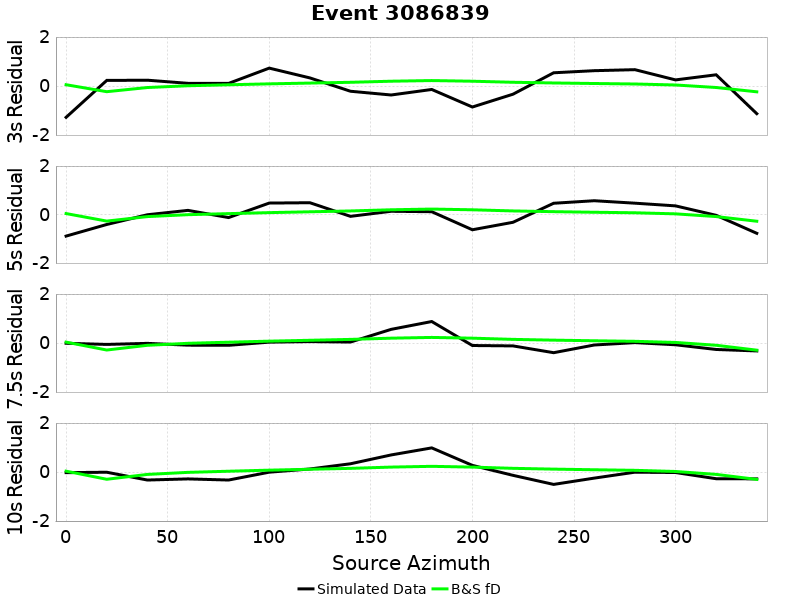 Event 3086839
3s Residual
2
0
-2
5s Residual
2
0
-2
7.5s Residual
2
0
-2
10s Residual
2
0
-2
0 50 100 150 200 250 300
Source Azimuth
Simulated Data B&S fD